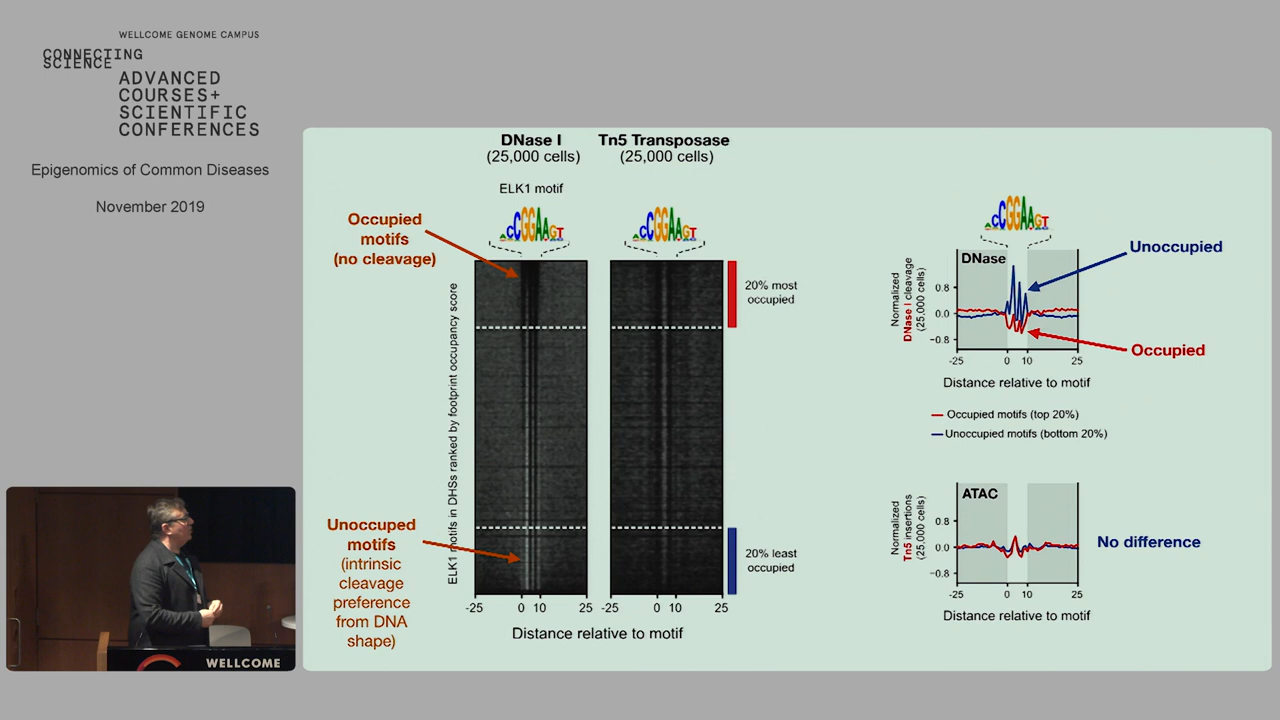 WELLCOME GENOME CAMPUS
CONNECTING
SCIENCE
ADVANCED
COURSES+
SCIENTIFIC
CONFERENCES
Epigenomics of Common Diseases
November 2019
DNase I
(25,000 cells)
Tn5 Transposase
(25,000 cells)
ELK1 motif
Occupied
motifs
(no cleavage)
cCGGAAGT
cCGGAAGT
ELK1 motifs in DHSs ranked by footprint occupancy score
20% most
occupied
Unoccuped
motifs
(intrinsic
cleavage
preference
from DNA
shape)
20% least
occupied
-25 0 10 25
-25 0 10 25
Distance relative to motif
cCGGAAGT
DNase
Unoccupied
Occupied
Normalized
DNase I cleavage
(25,000 cells)
0.8
0.0
−0.8
-25 0 10 25
Distance relative to motif
Occupied motifs (top 20%)
Unoccupied motifs (bottom 20%)
ATAC
No difference
Normalized
Tn5 insertions
(25,000 cells)
0.8
0.0
−0.8
-25 0 10 25
Distance relative to motif
WELLCOME